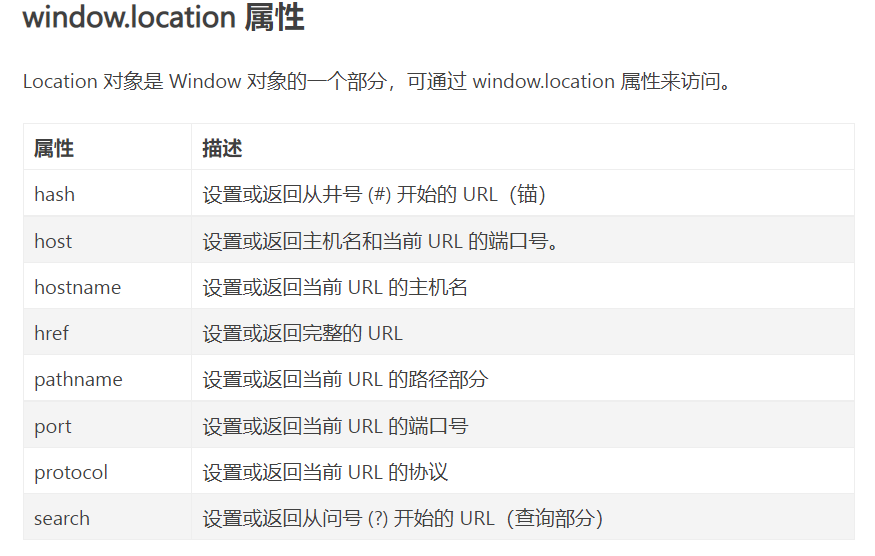 window.location 属性
Location 对象是 Window 对象的一个部分，可通过 window.location 属性来访问。
属性 描述
hash 设置或返回从井号 (#) 开始的 URL（锚）
host 设置或返回主机名和当前 URL 的端口号。
hostname 设置或返回当前 URL 的主机名
href 设置或返回完整的 URL
pathname 设置或返回当前 URL 的路径部分
port 设置或返回当前 URL 的端口号
protocol 设置或返回当前 URL 的协议
search 设置或返回从问号 (?) 开始的 URL（查询部分）